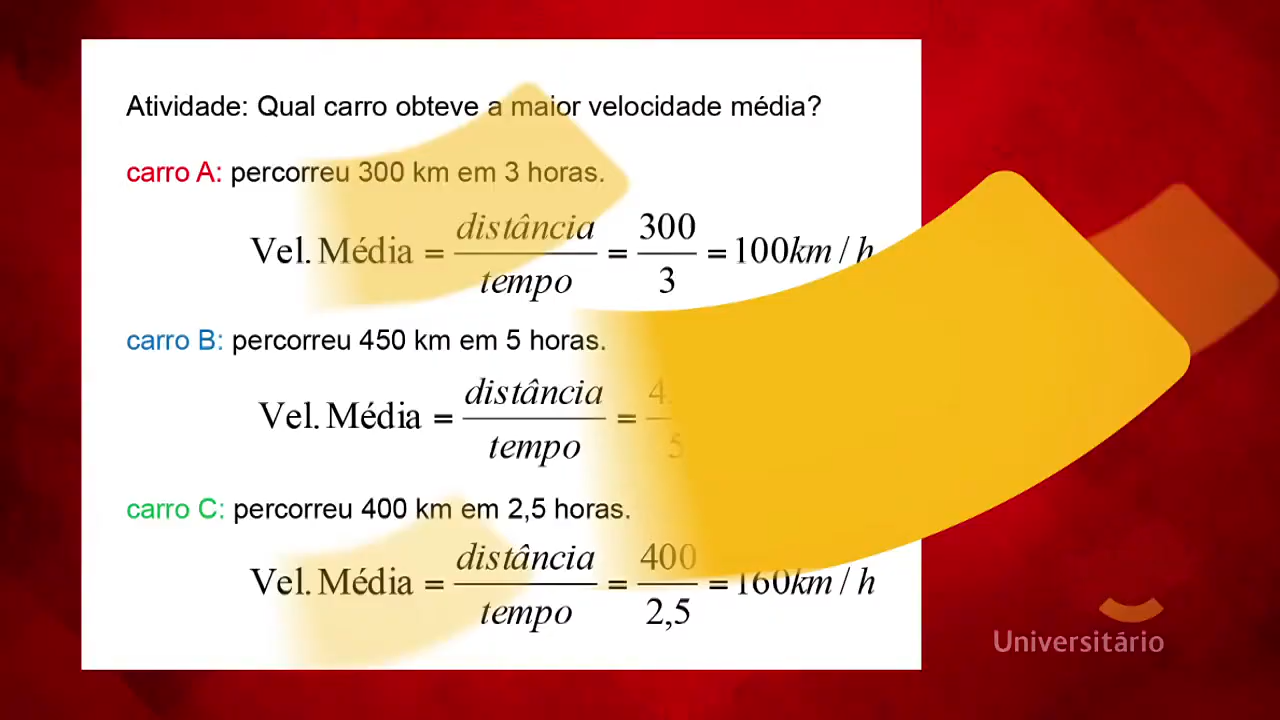 Atividade: Qual carro obteve a maior velocidade média?
carro A: percorreu 300 km em 3 horas.
Vel. Média = distância / tempo = 300 / 3 = 100km / h
carro B: percorreu 450 km em 5 horas.
Vel. Média = distância / tempo =
carro C: percorreu 400 km em 2,5 horas.
Vel. Média = distância / tempo = 400 / 2,5 = 160km / h
Universitário